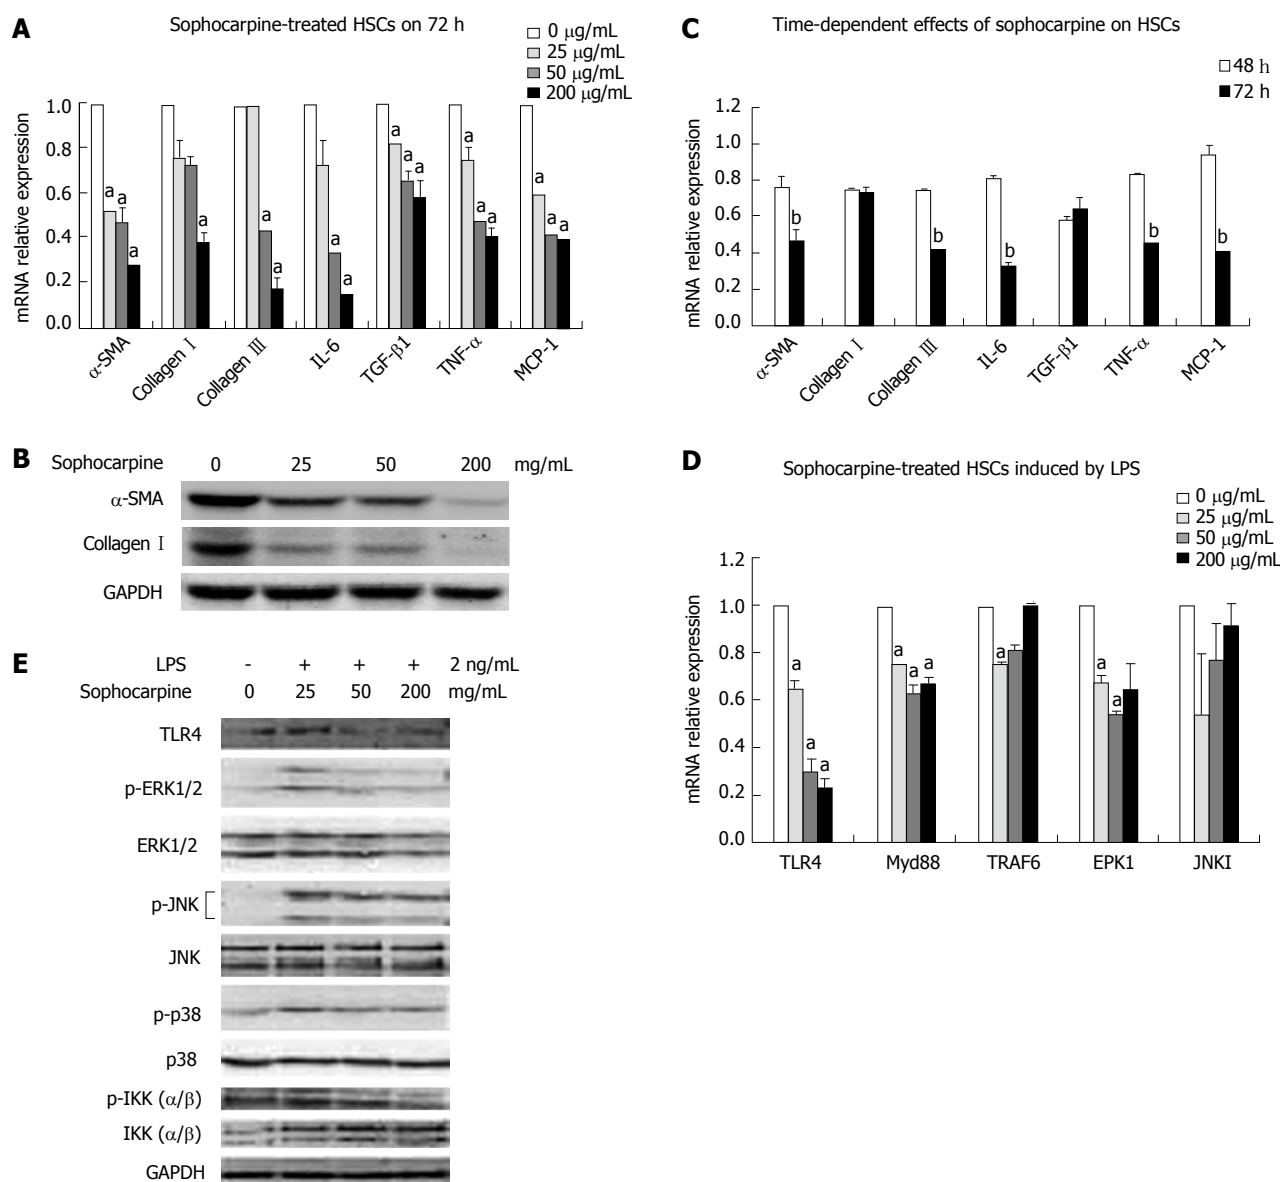 A
Sophocarpine-treated HSCs on 72 h
0 μg/mL
25 μg/mL
50 μg/mL
200 μg/mL
mRNA relative expression
1.0
0.8
0.6
0.4
0.2
0.0
a a a
a
a a
a a
a a a
a a a
a a a
α-SMA
Collagen Ⅰ
Collagen Ⅲ
IL-6
TGF-β1
TNF-α
MCP-1
C
Time-dependent effects of sophocarpine on HSCs
48 h
72 h
mRNA relative expression
1.2
1.0
0.8
0.6
0.4
0.2
0.0
b b b b b
α-SMA
Collagen Ⅰ
Collagen Ⅲ
IL-6
TGF-β1
TNF-α
MCP-1
B
Sophocarpine 0 25 50 200 mg/mL
α-SMA
Collagen Ⅰ
GAPDH
D
Sophocarpine-treated HSCs induced by LPS
0 μg/mL
25 μg/mL
50 μg/mL
200 μg/mL
mRNA relative expression
1.2
1.0
0.8
0.6
0.4
0.2
0.0
a a a
a a a
a
a a
TLR4 Myd88 TRAF6 EPK1 JNKI
E
LPS - + + + 2 ng/mL
Sophocarpine 0 25 50 200 mg/mL
TLR4
p-ERK1/2
ERK1/2
p-JNK
JNK
p-p38
p38
p-IKK (α/β)
IKK (α/β)
GAPDH